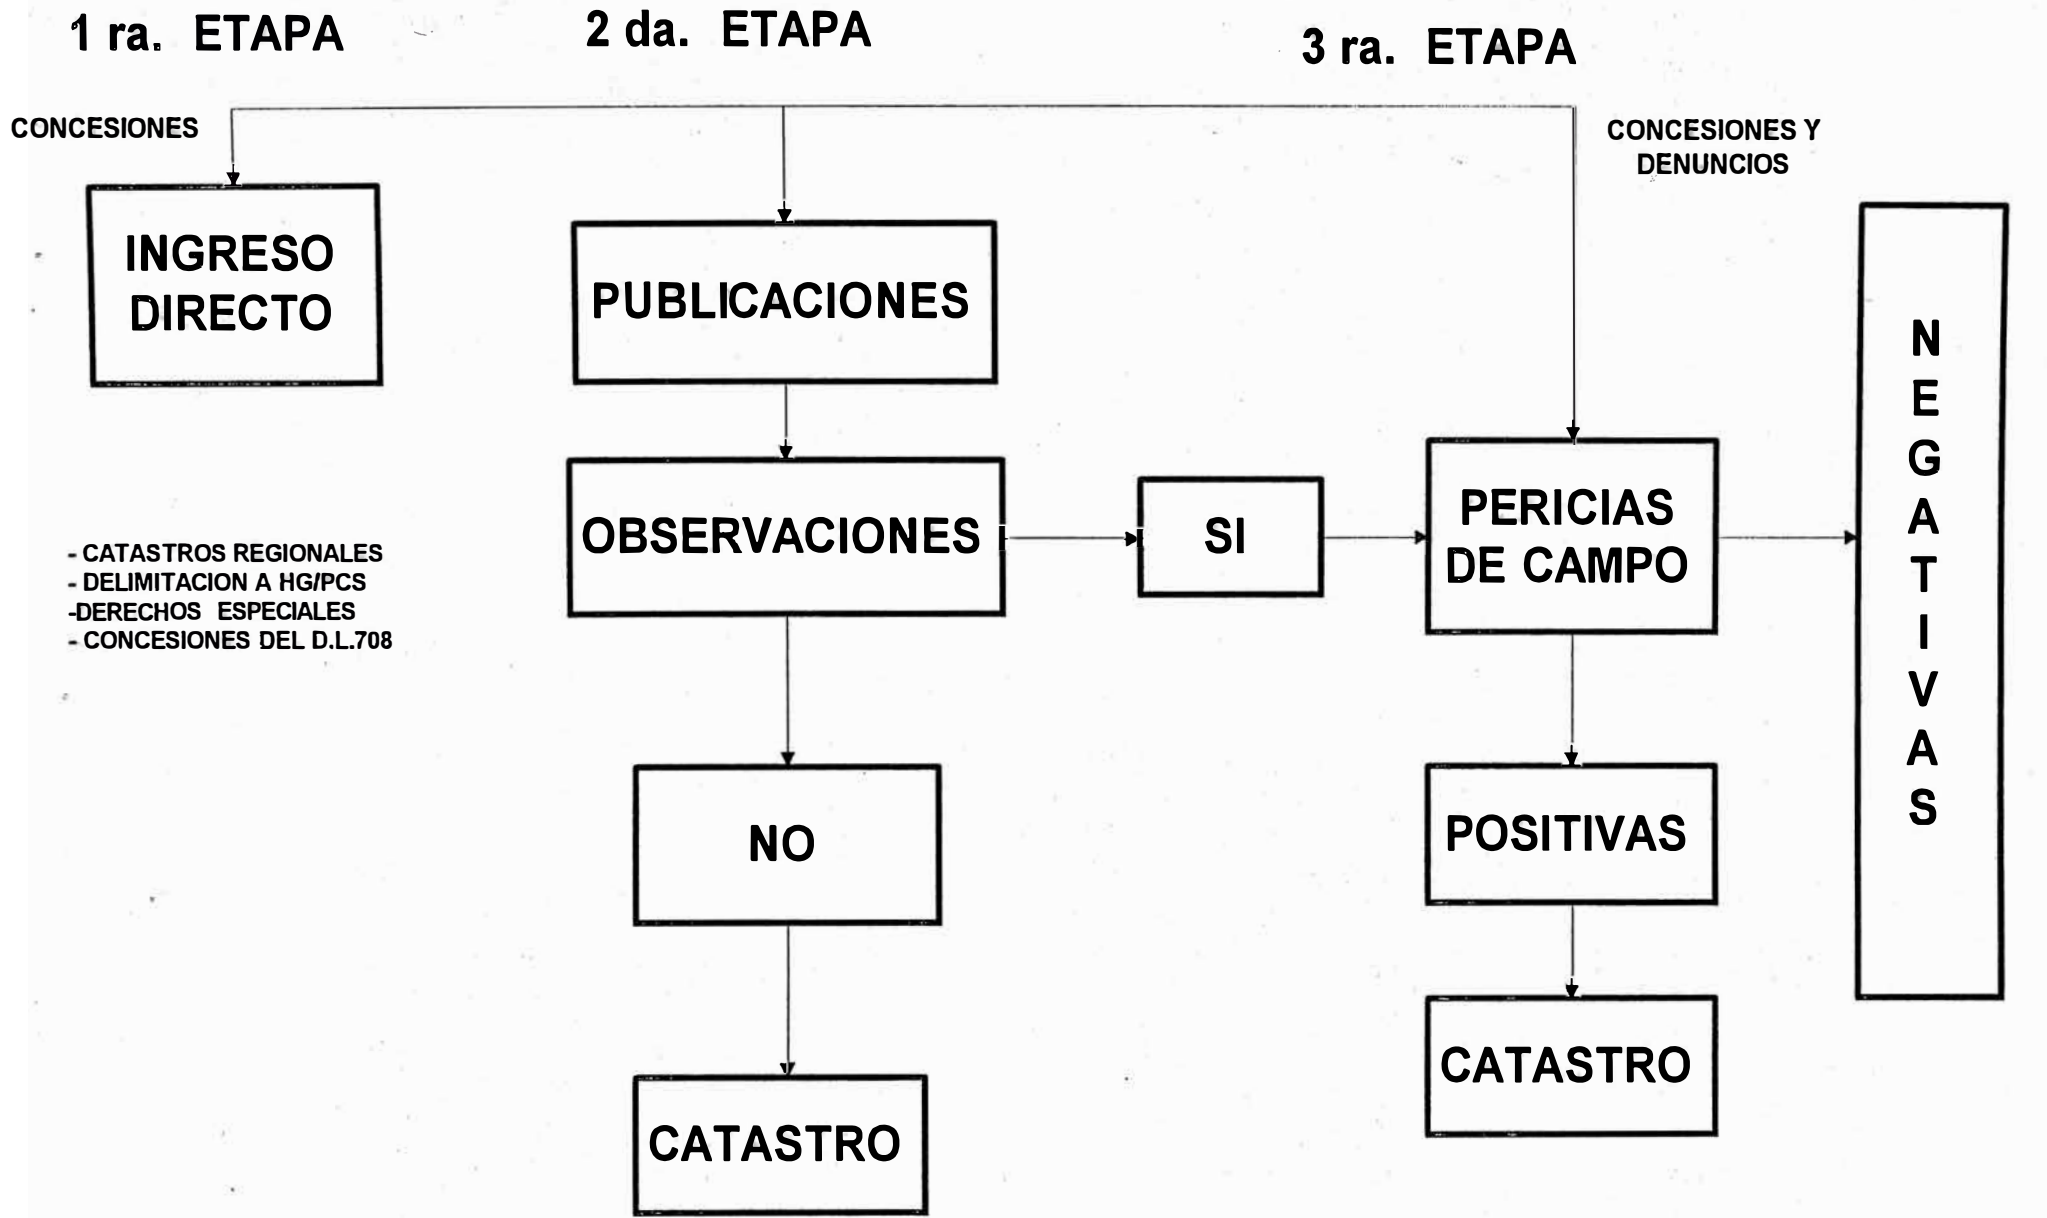 1 ra. ETAPA
2 da. ETAPA
3 ra. ETAPA
CONCESIONES
CONCESIONES Y
DENUNCIOS
INGRESO
DIRECTO
PUBLICACIONES
OBSERVACIONES
SI
PERICIAS
DE CAMPO
N
E
G
A
T
I
V
A
S
- CATASTROS REGIONALES
- DELIMITACION A HG/PCS
-DERECHOS ESPECIALES
- CONCESIONES DEL D.L.708
NO
POSITIVAS
CATASTRO
CATASTRO